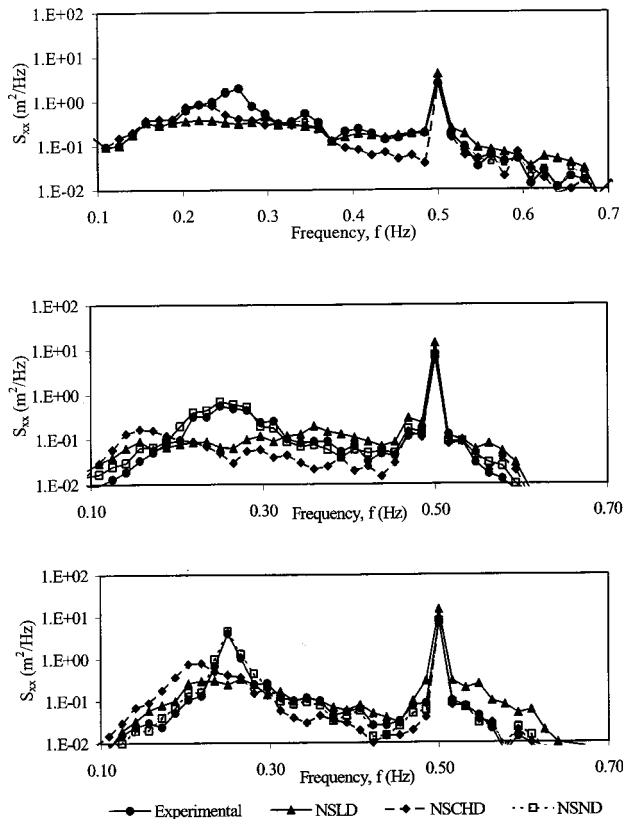 1.E+02
1.E+01
1.E+00
1.E-01
1.E-02
Sxx (m²/Hz)
0.1 0.2 0.3 0.4 0.5 0.6 0.7
Frequency, f (Hz)
1.E+02
1.E+01
1.E+00
1.E-01
1.E-02
Sxx (m²/Hz)
0.10 0.30 0.50 0.70
Frequency, f (Hz)
1.E+02
1.E+01
1.E+00
1.E-01
1.E-02
Sxx (m²/Hz)
0.10 0.30 0.50 0.70
Frequency, f (Hz)
Experimental NSLD NSCHD NSND